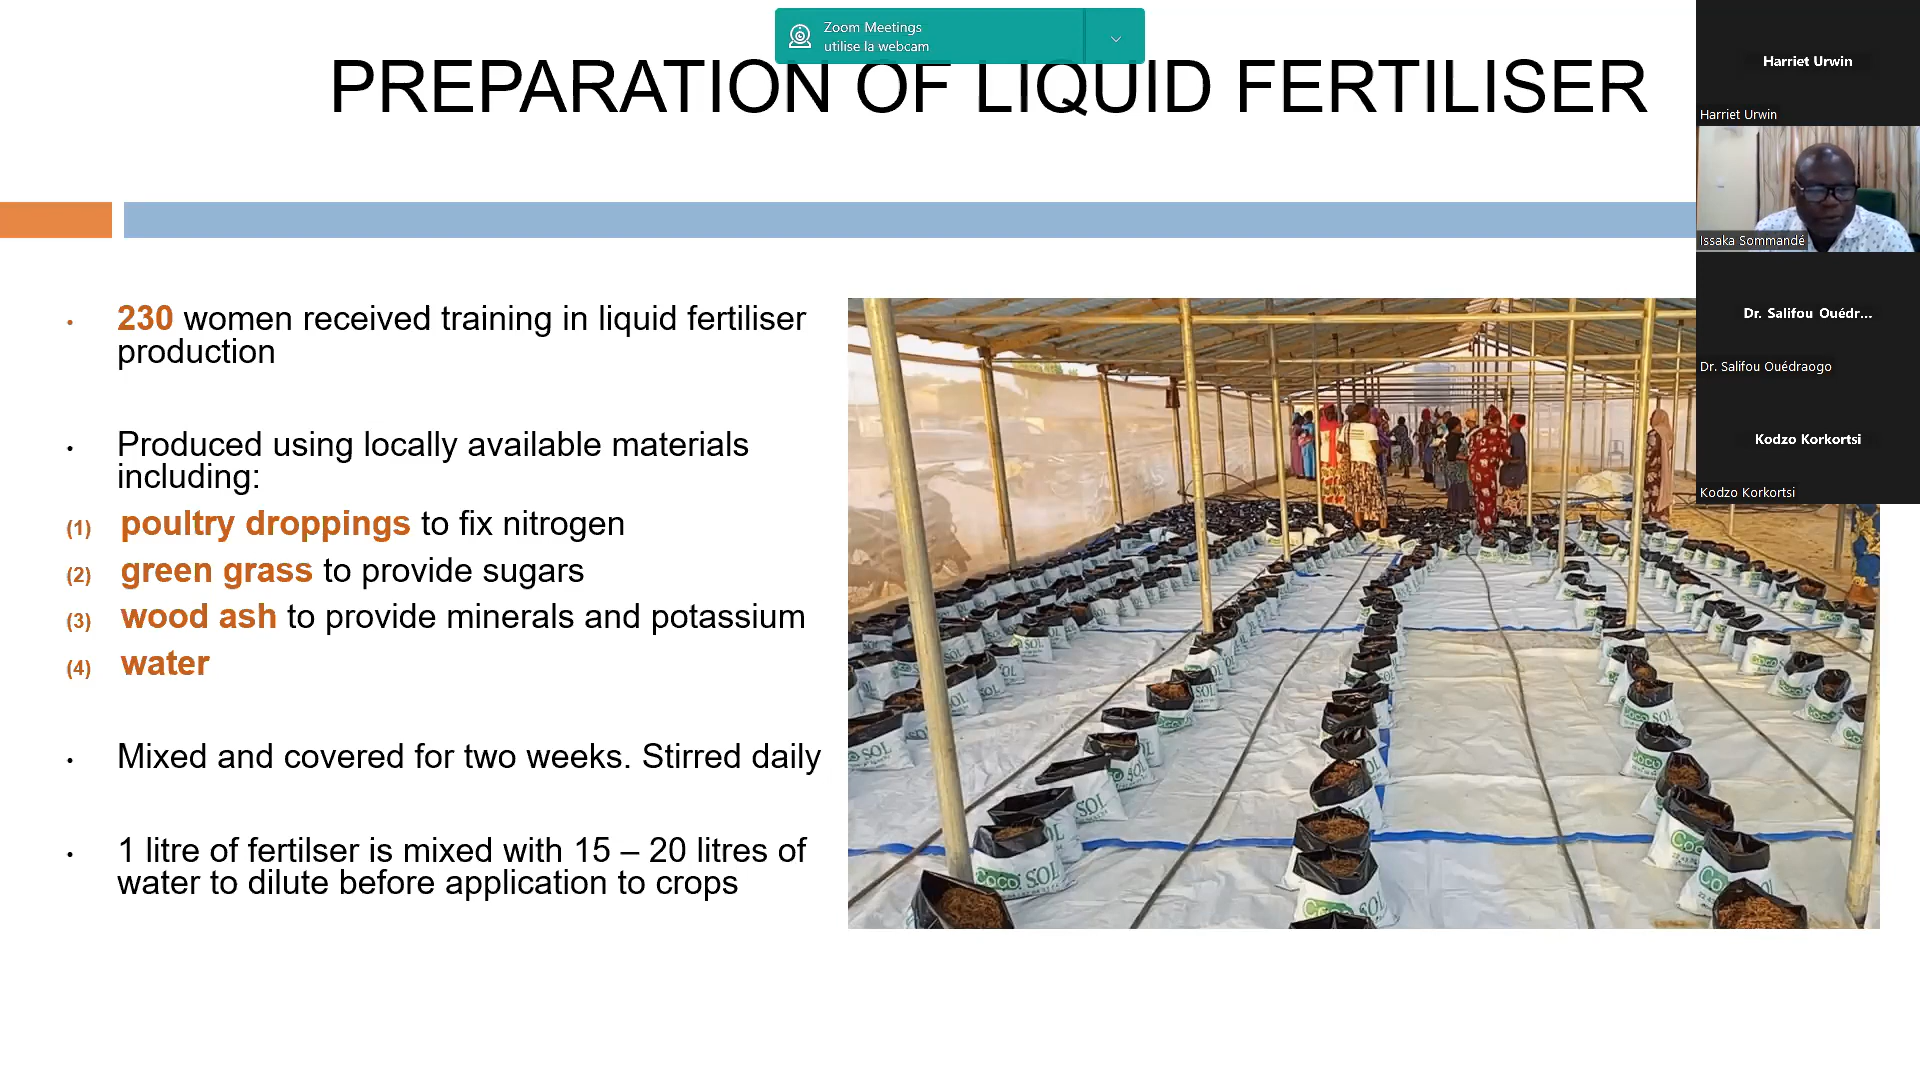 Zoom Meetings
utilise la webcam
PREPARATION OF LIQUID FERTILISER
Harriet Urwin
Harriet Urwin
Issaka Sommandé
Dr. Salifou Ouédr...
Dr. Salifou Ouédraogo
Kodzo Korkortsi
Kodzo Korkortsi
• 230 women received training in liquid fertiliser
production
• Produced using locally available materials
including:
(1) poultry droppings to fix nitrogen
(2) green grass to provide sugars
(3) wood ash to provide minerals and potassium
(4) water
• Mixed and covered for two weeks. Stirred daily
• 1 litre of fertilser is mixed with 15 – 20 litres of
water to dilute before application to crops
Coco SOL